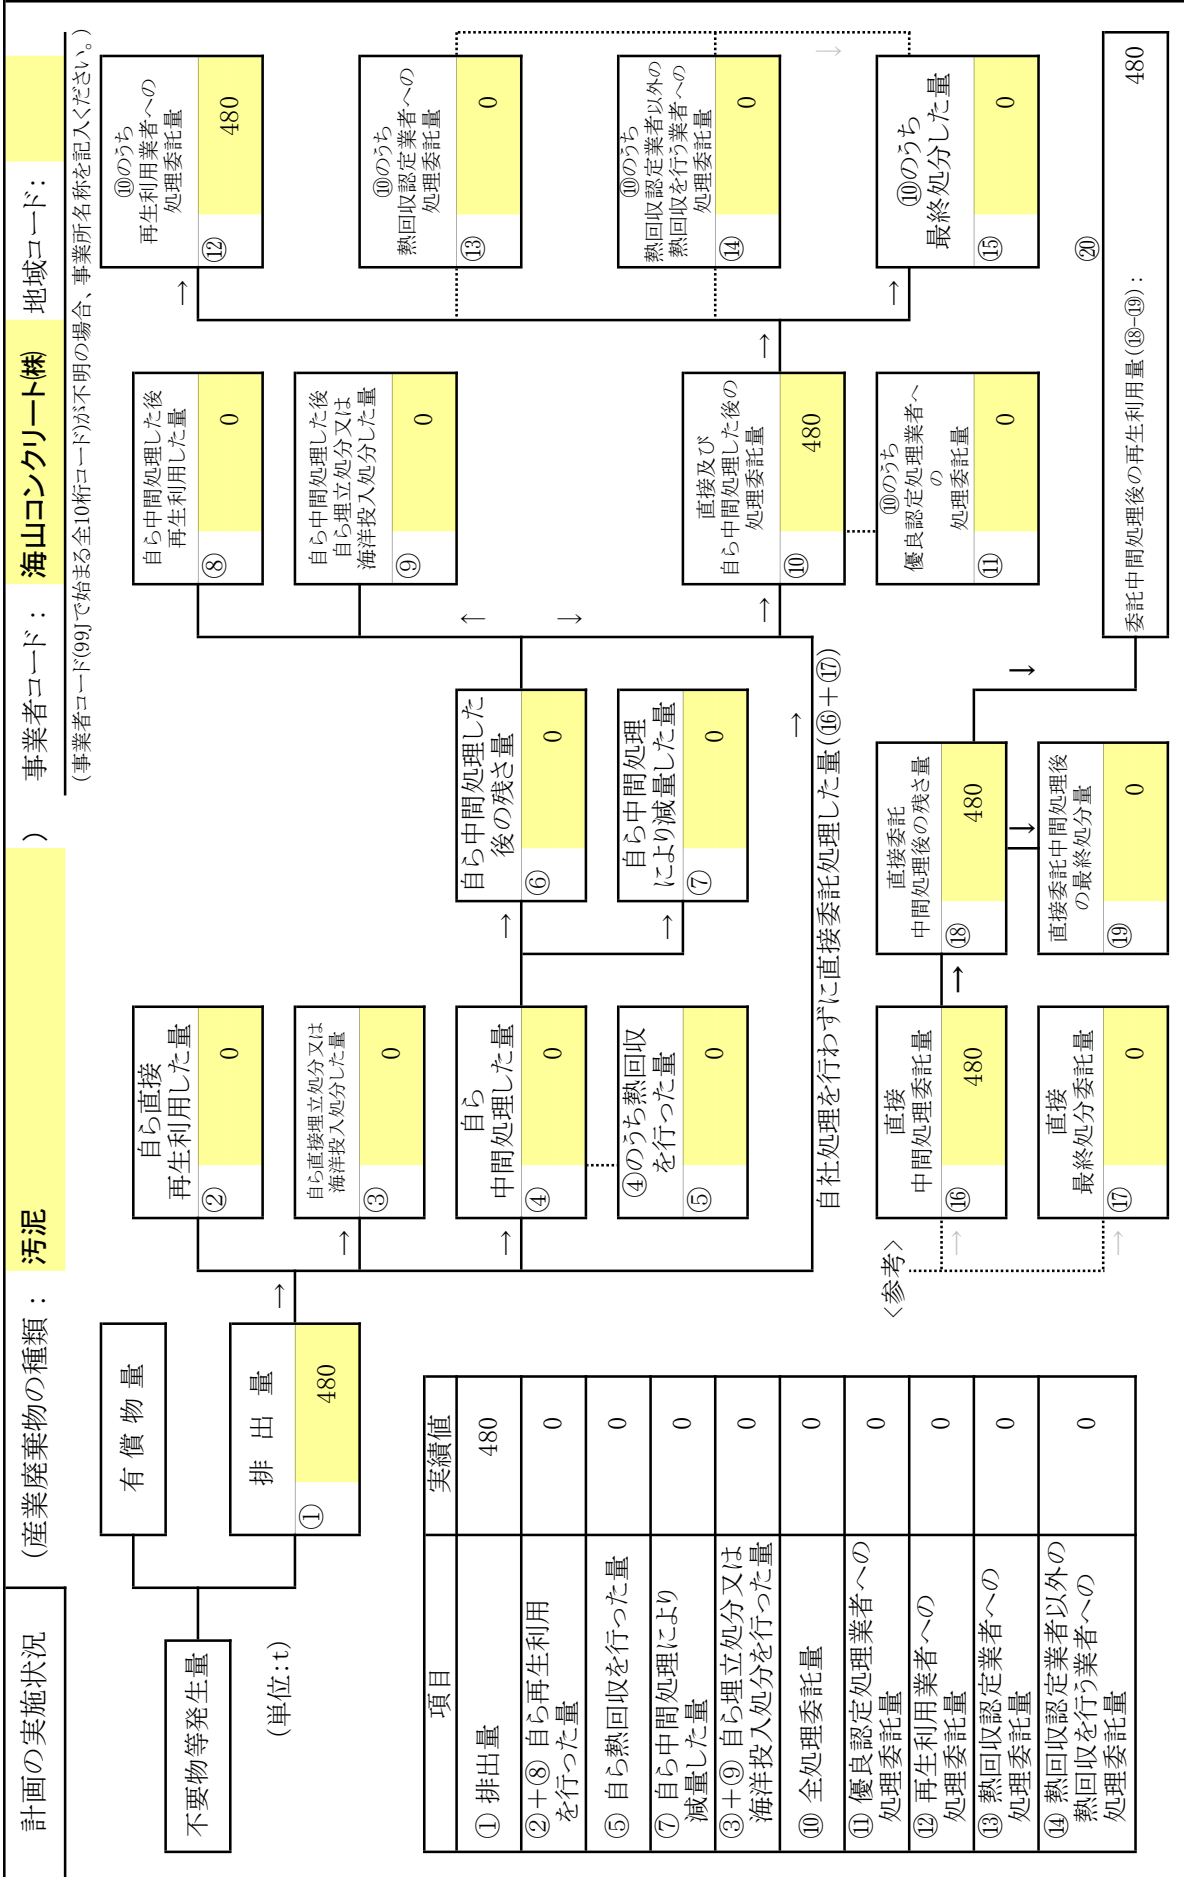 計画の実施状況
(産業廃棄物の種類： 汚泥 )
事業者コード： 海山コンクリート㈱ 地域コード：
(事業者コード(99J で始まる全10桁コード)が不明の場合、事業所名称を記入ください。)
不要物等発生量
(単位：t)
有 償 物 量
排 出 量
① 480
自ら直接
再生利用した量
② 0
自ら直接埋立処分又は
海洋投入処分した量
③ 0
自ら
中間処理した量
④ 0
④のうち熱回収
を行った量
⑤ 0
自ら中間処理した
後の残さ量
⑥ 0
自ら中間処理
により減量した量
⑦ 0
自ら中間処理した後
再生利用した量
⑧ 0
自ら中間処理した後
自ら埋立処分又は
海洋投入処分した量
⑨ 0
直接及び
自ら中間処理した後の
処理委託量
⑩ 480
⑩のうち
優良認定処理業者へ
の
処理委託量
⑪ 0
⑩のうち
再生利用業者への
処理委託量
⑫ 480
⑩のうち
熱回収認定業者への
処理委託量
⑬ 0
⑩のうち
熱回収認定業者以外の
熱回収を行う業者への
処理委託量
⑭ 0
⑩のうち
最終処分した量
⑮ 0
自社処理を行わずに直接委託処理した量(⑯＋⑰)
<参考>
直接
中間処理委託量
⑯ 480
直接
最終処分委託量
⑰ 0
直接委託
中間処理後の残さ量
⑱ 480
直接委託中間処理後
の最終処分量
⑲ 0
⑳
委託中間処理後の再生利用量(⑱-⑲)： 480
項目 実績値
① 排出量 480
②＋⑧ 自ら再生利用
を行った量 0
⑤ 自ら熱回収を行った量 0
⑦ 自ら中間処理により
減量した量 0
③＋⑨ 自ら埋立処分又は
海洋投入処分を行った量 0
⑩ 全処理委託量 0
⑪ 優良認定処理業者への
処理委託量 0
⑫ 再生利用業者への
処理委託量 0
⑬ 熱回収認定業者への
処理委託量 0
⑭ 熱回収認定業者以外の
熱回収を行う業者への
処理委託量 0